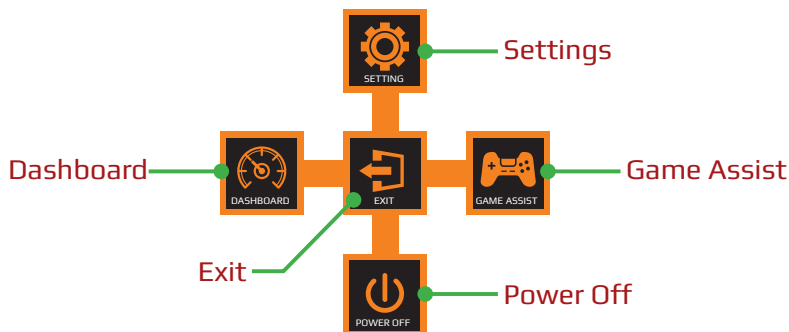 Settings
SETTING
Dashboard
DASHBOARD
EXIT
GAME ASSIST
Game Assist
Exit
POWER OFF
Power Off